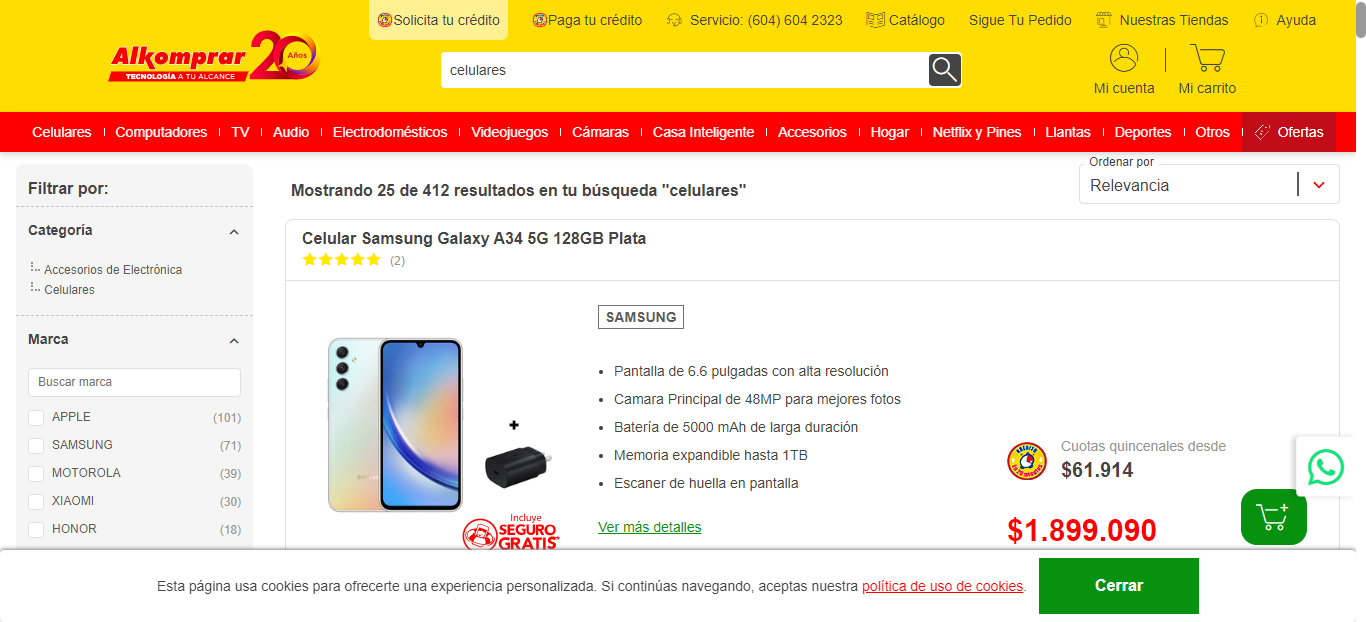 Solicita tu crédito
Paga tu crédito
Servicio: (604) 604 2323
Catálogo
Sigue Tu Pedido
Nuestras Tiendas
Ayuda
Alkomprar 20 Años
TECNOLOGÍA A TU ALCANCE
celulares
Mi cuenta
Mi carrito
Celulares
Computadores
TV
Audio
Electrodomésticos
Videojuegos
Cámaras
Casa Inteligente
Accesorios
Hogar
Netflix y Pines
Llantas
Deportes
Otros
Ofertas
Filtrar por:
Categoría
Accesorios de Electrónica
Celulares
Marca
Buscar marca
APPLE (101)
SAMSUNG (71)
MOTOROLA (39)
XIAOMI (30)
HONOR (18)
Mostrando 25 de 412 resultados en tu búsqueda "celulares"
Ordenar por
Relevancia
Celular Samsung Galaxy A34 5G 128GB Plata
(2)
+
Incluye
SEGURO
GRATIS*
SAMSUNG
• Pantalla de 6.6 pulgadas con alta resolución
• Camara Principal de 48MP para mejores fotos
• Batería de 5000 mAh de larga duración
• Memoria expandible hasta 1TB
• Escaner de huella en pantalla
Ver más detalles
Cuotas quincenales desde
$61.914
$1.899.090
Esta página usa cookies para ofrecerte una experiencia personalizada. Si continúas navegando, aceptas nuestra política de uso de cookies.
Cerrar